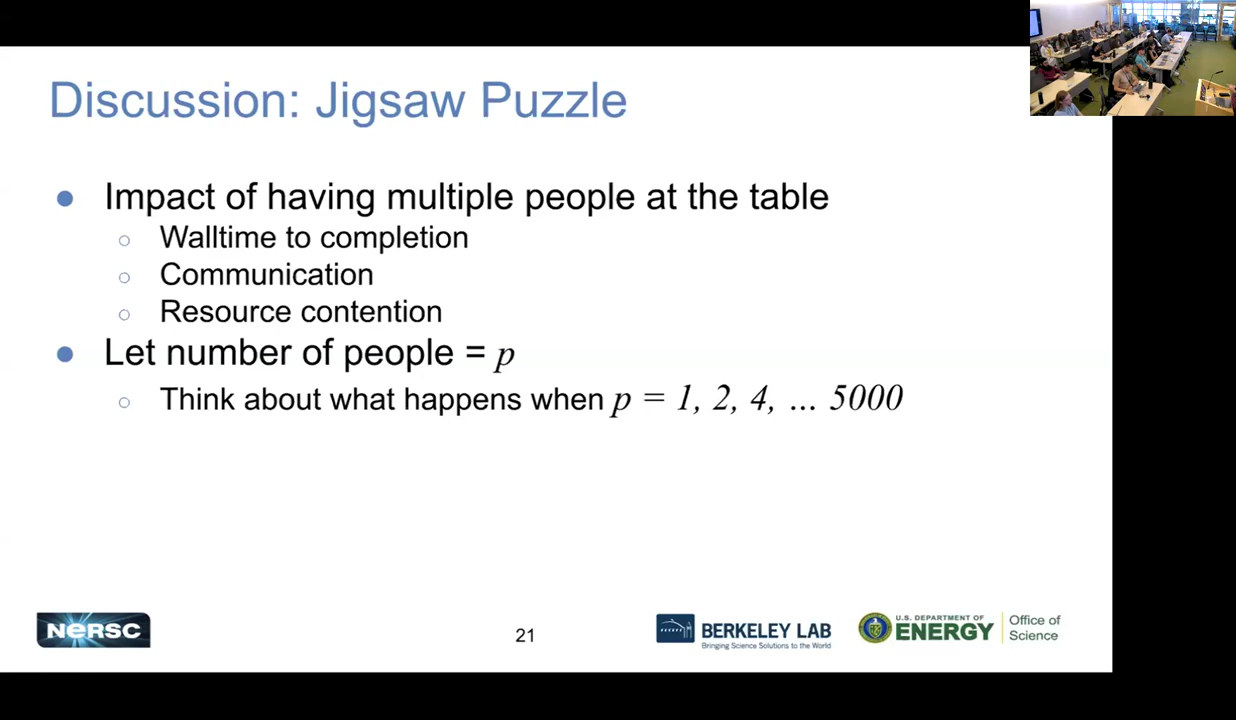 Discussion: Jigsaw Puzzle
● Impact of having multiple people at the table
○ Walltime to completion
○ Communication
○ Resource contention
● Let number of people = p
○ Think about what happens when p = 1, 2, 4, ... 5000
NERSC
21
BERKELEY LAB
Bringing Science Solutions to the World
U.S. DEPARTMENT OF
ENERGY
Office of
Science